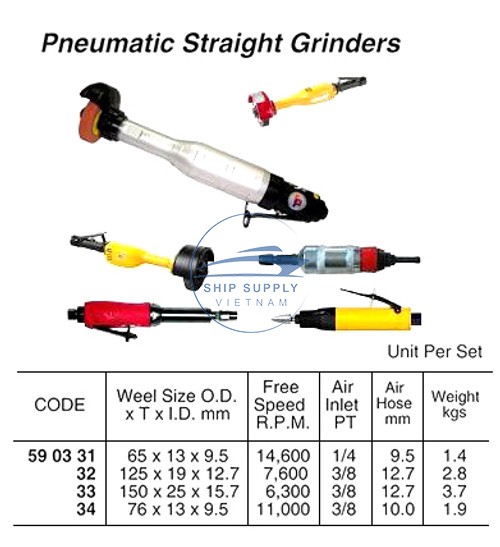 Pneumatic Straight Grinders
SHIP SUPPLY
VIETNAM
Unit Per Set
CODE Weel Size O.D. x T x I.D. mm Free Speed R.P.M. Air Inlet PT Air Hose mm Weight kgs
59 03 31 65 x 13 x 9.5 14,600 1/4 9.5 1.4
32 125 x 19 x 12.7 7,600 3/8 12.7 2.8
33 150 x 25 x 15.7 6,300 3/8 12.7 3.7
34 76 x 13 x 9.5 11,000 3/8 10.0 1.9